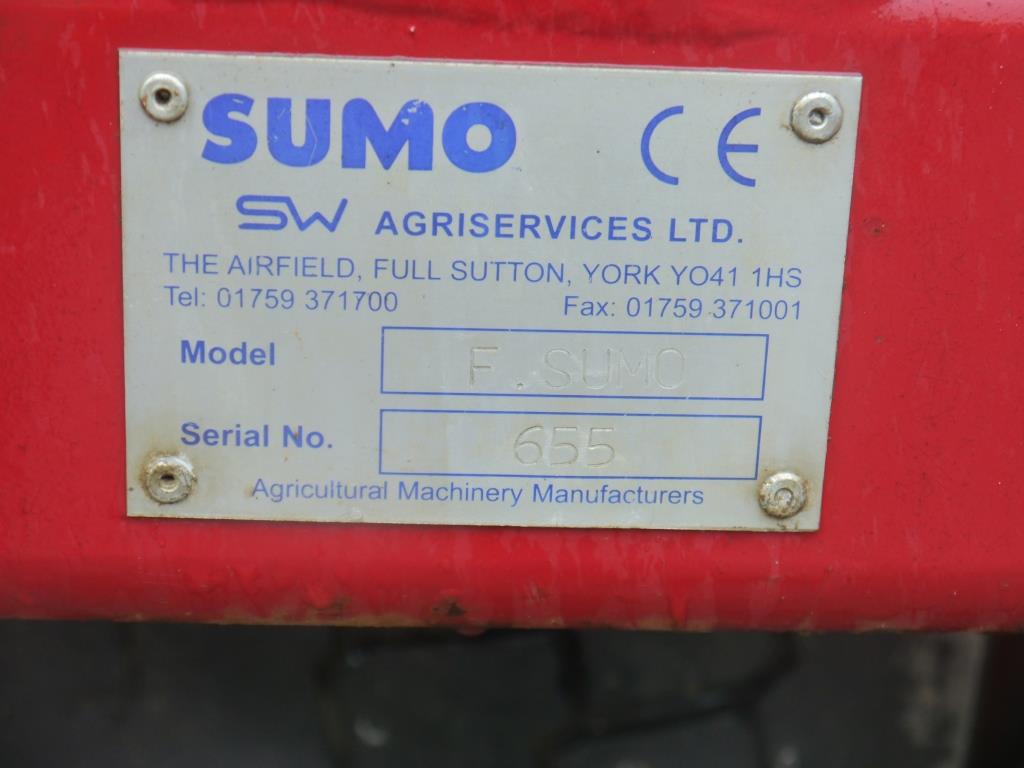 SUMO CE
SW AGRISERVICES LTD.
THE AIRFIELD, FULL SUTTON, YORK YO41 1HS
Tel: 01759 371700 Fax: 01759 371001
Model F.SUMO
Serial No. 655
Agricultural Machinery Manufacturers